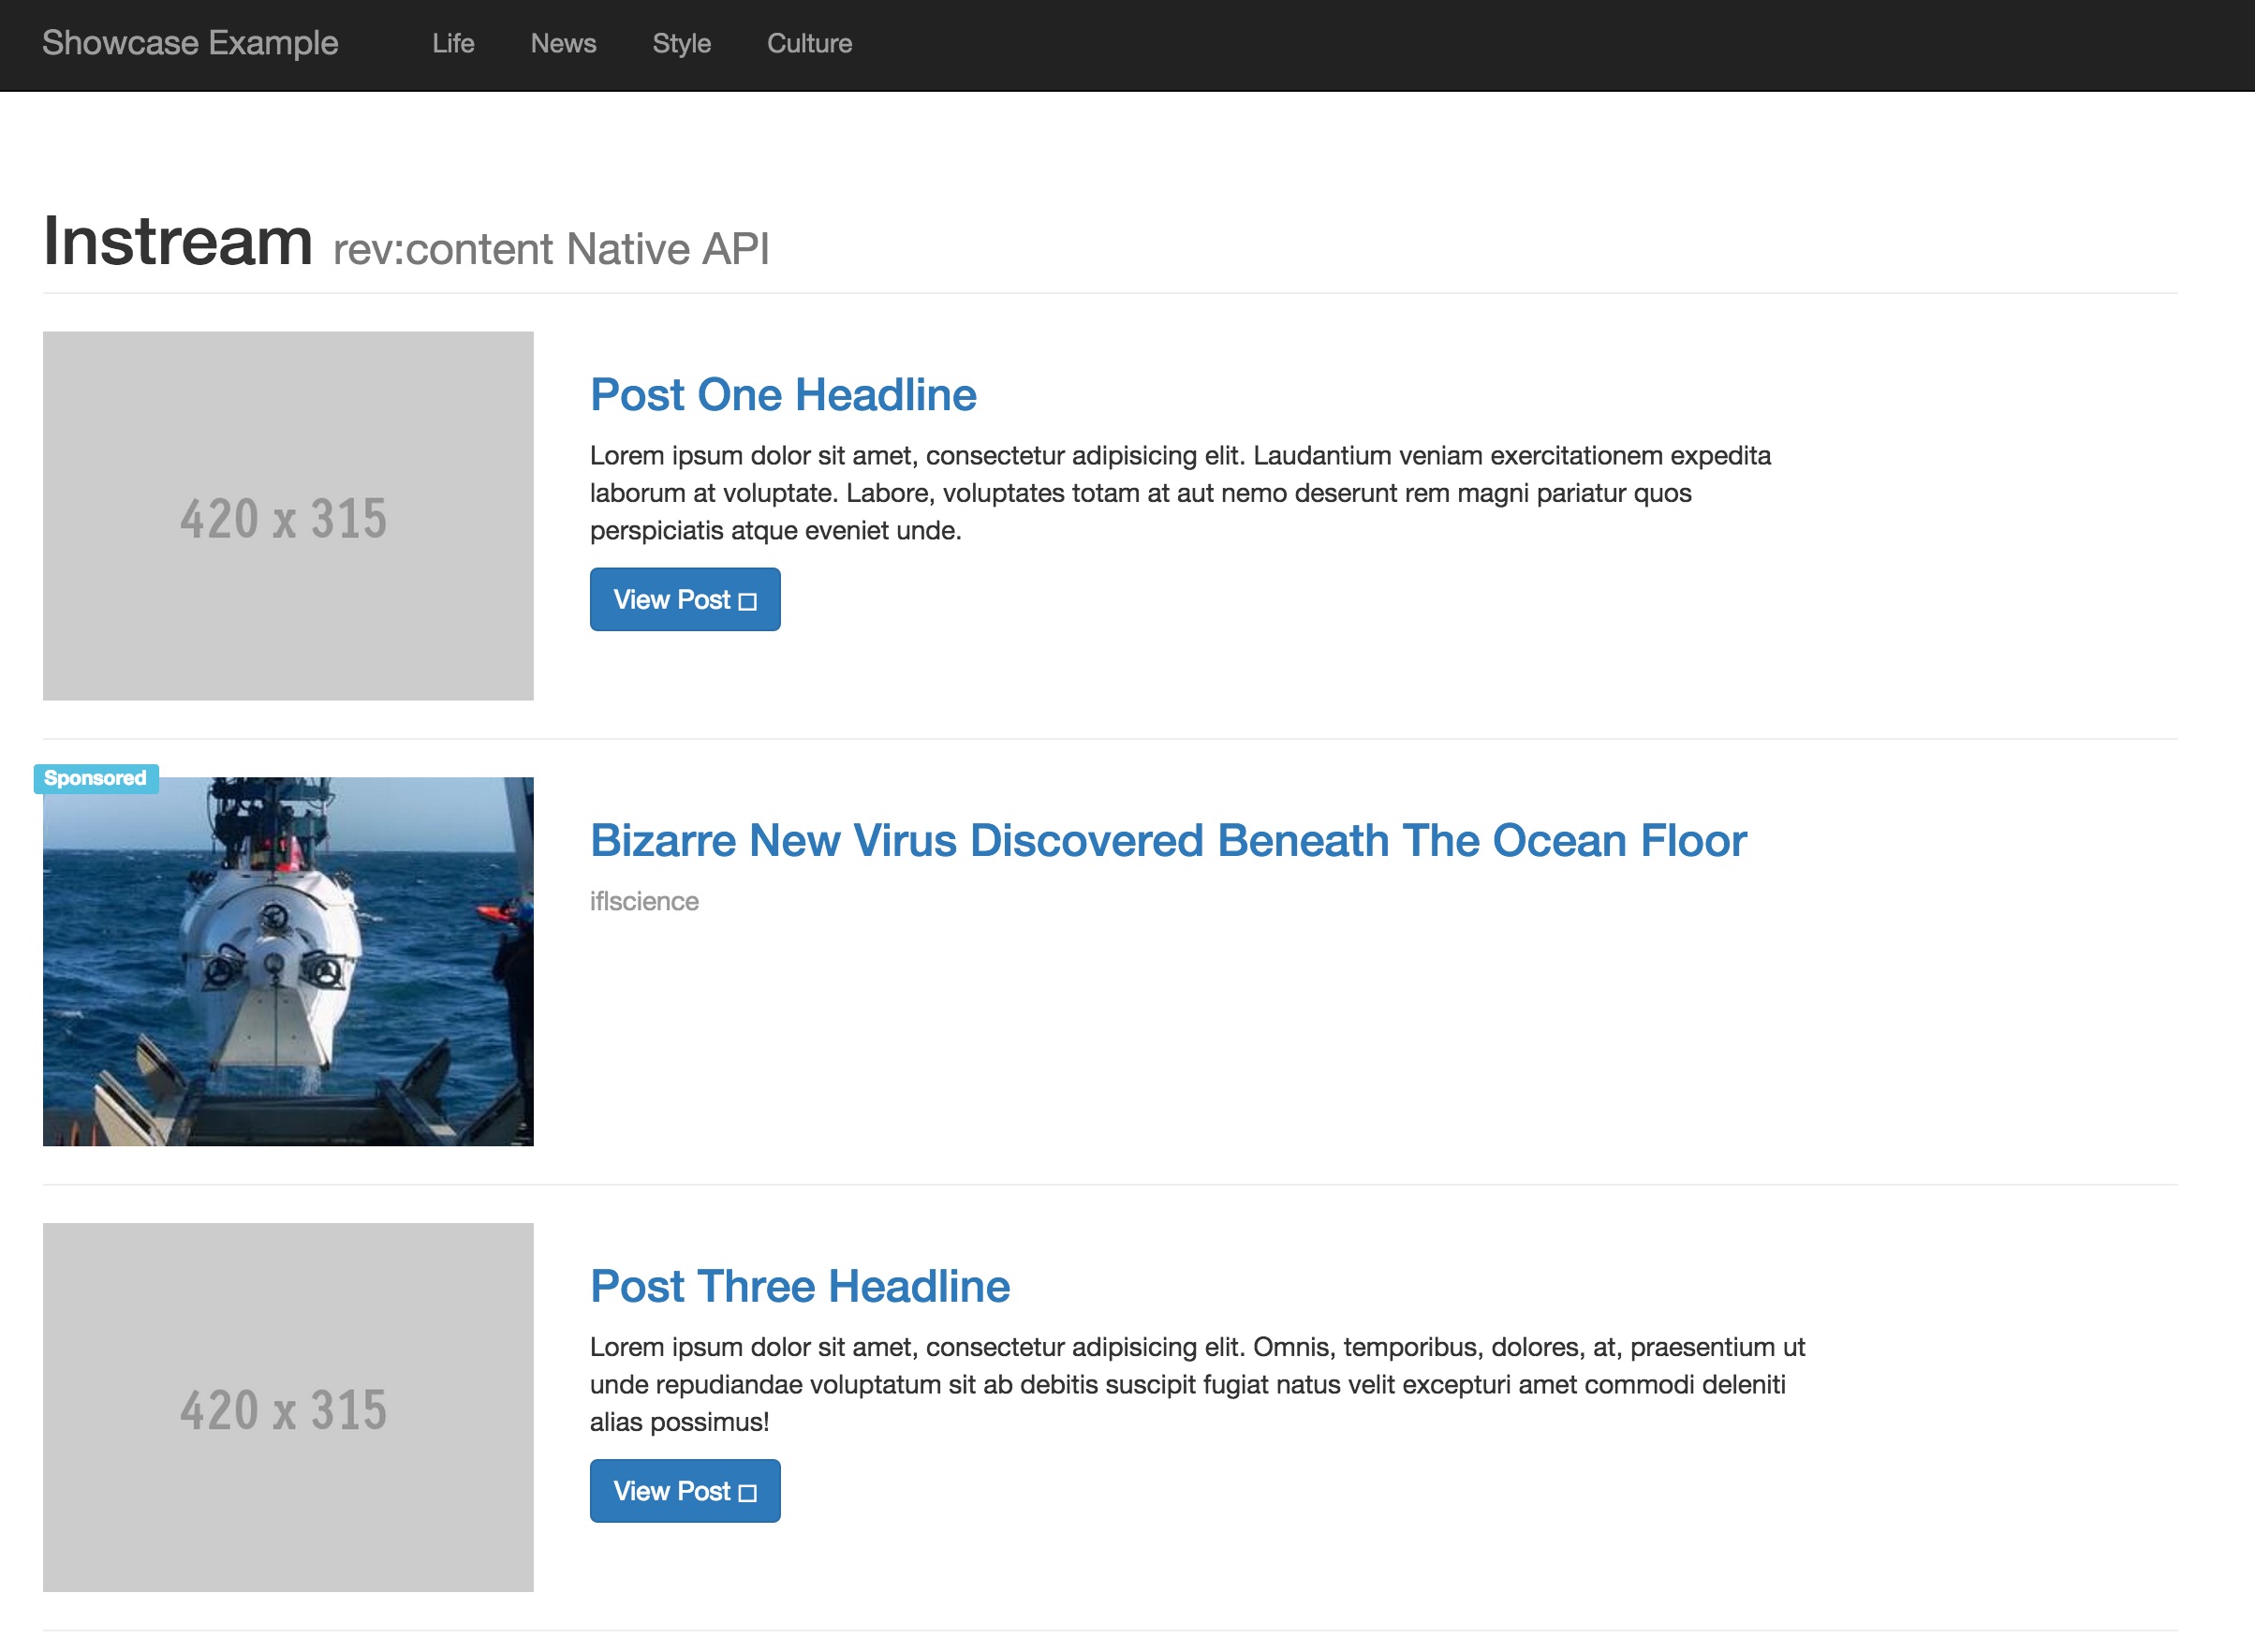 Showcase Example Life News Style Culture
Instream rev:content Native API
420 x 315
Post One Headline
Lorem ipsum dolor sit amet, consectetur adipisicing elit. Laudantium veniam exercitationem expedita
laborum at voluptate. Labore, voluptates totam at aut nemo deserunt rem magni pariatur quos
perspiciatis atque eveniet unde.
View Post
Sponsored
Bizarre New Virus Discovered Beneath The Ocean Floor
iflscience
420 x 315
Post Three Headline
Lorem ipsum dolor sit amet, consectetur adipisicing elit. Omnis, temporibus, dolores, at, praesentium ut
unde repudiandae voluptatum sit ab debitis suscipit fugiat natus velit excepturi amet commodi deleniti
alias possimus!
View Post